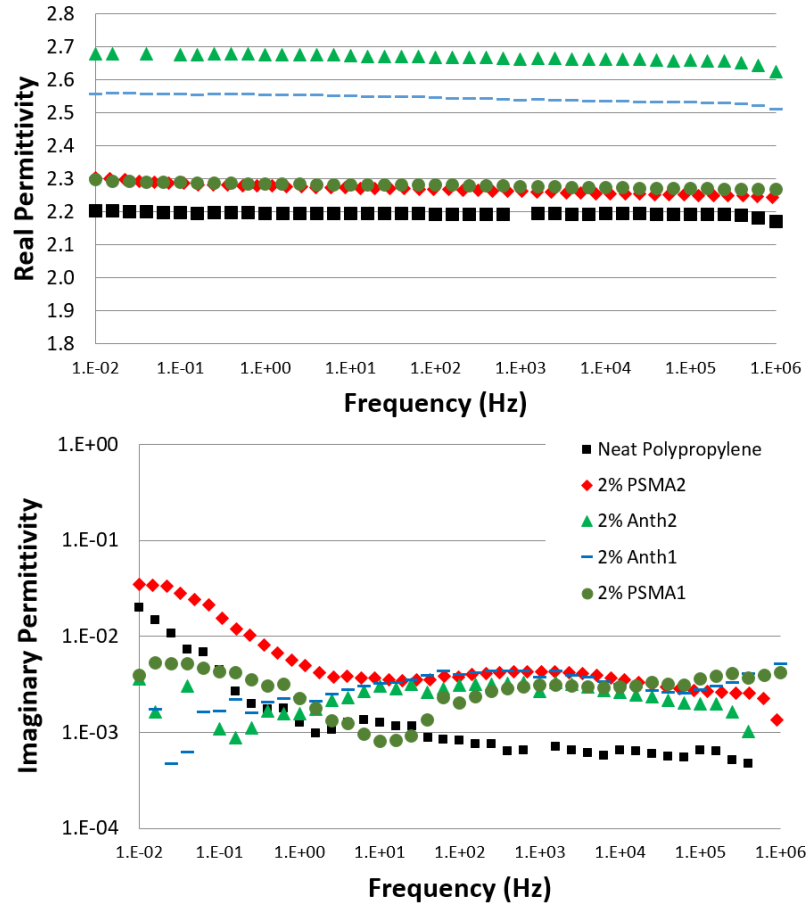 2.8
2.7
2.6
2.5
2.4
2.3
2.2
2.1
2.0
1.9
1.8
Real Permittivity
1.E-02 1.E-01 1.E+00 1.E+01 1.E+02 1.E+03 1.E+04 1.E+05 1.E+06
Frequency (Hz)
1.E+00
1.E-01
1.E-02
1.E-03
1.E-04
Imaginary Permittivity
Neat Polypropylene
2% PSMA2
2% Anth2
2% Anth1
2% PSMA1
1.E-02 1.E-01 1.E+00 1.E+01 1.E+02 1.E+03 1.E+04 1.E+05 1.E+06
Frequency (Hz)